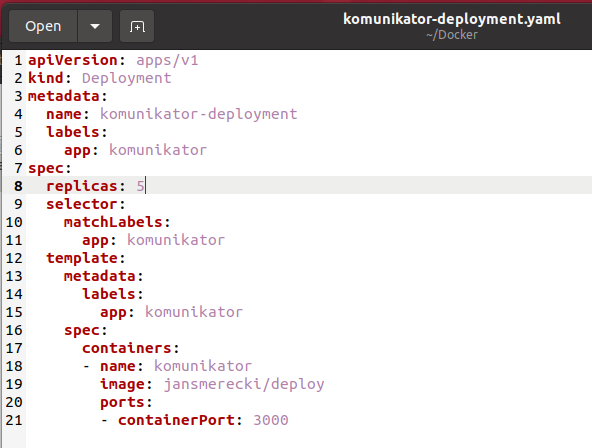 Open
komunikator-deployment.yaml
~/Docker
1 apiVersion: apps/v1
2 kind: Deployment
3 metadata:
4   name: komunikator-deployment
5   labels:
6     app: komunikator
7 spec:
8   replicas: 5
9   selector:
10     matchLabels:
11       app: komunikator
12   template:
13     metadata:
14       labels:
15         app: komunikator
16     spec:
17       containers:
18       - name: komunikator
19         image: jansmerecki/deploy
20         ports:
21         - containerPort: 3000